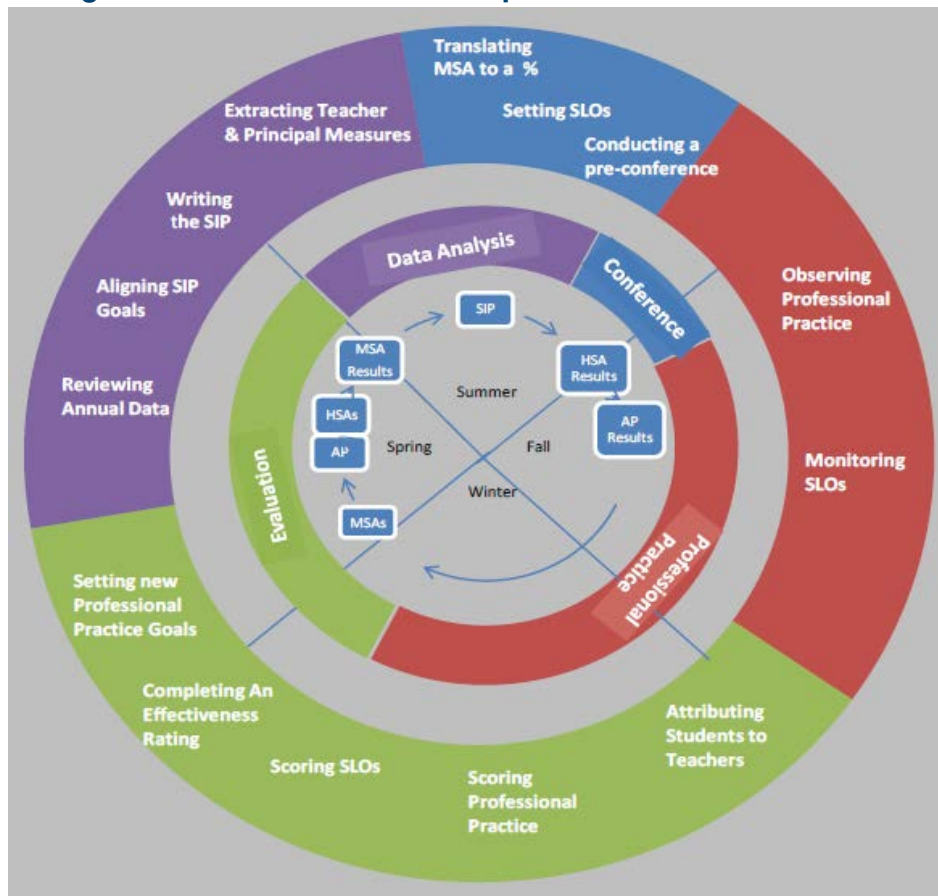 Translating
MSA to a %
Setting SLOs
Conducting a
pre-conference
Extracting Teacher
& Principal Measures
Writing
the SIP
Aligning SIP
Goals
Reviewing
Annual Data
Observing
Professional
Practice
Monitoring
SLOs
Data Analysis
Conference
SIP
MSA
Results
HSA
Results
HSAs
AP
AP
Results
MSAs
Summer
Spring
Fall
Winter
Evaluation
Professional
Practice
Setting new
Professional
Practice Goals
Completing An
Effectiveness
Rating
Scoring SLOs
Scoring
Professional
Practice
Attributing
Students to
Teachers